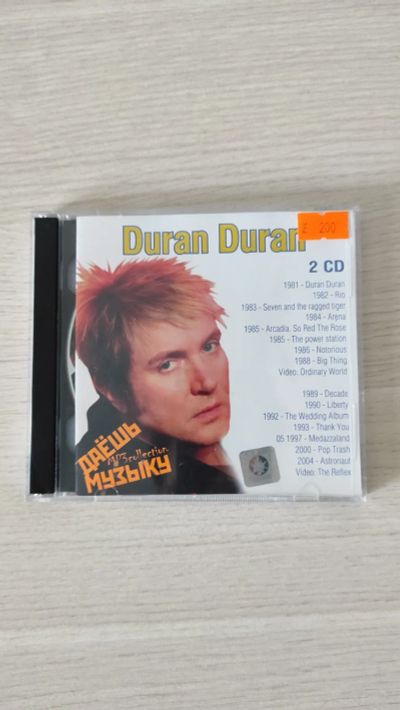 Duran Duran
2 200
2 CD
1981 - Duran Duran
1982 - Rio
1983 - Seven and the ragged tiger
1984 - Arena
1985 - Arcadia. So Red The Rose
1985 - The power station
1986 - Notorious
1988 - Big Thing
Video: Ordinary World
1989 - Decade
1990 - Liberty
1992 - The Wedding Album
1993 - Thank You
05.1997 - Medazzaland
2000 - Pop Trash
2004 - Astronaut
Video: The Reflex
ДАЁШЬ
MP3collection
МУЗЫКУ